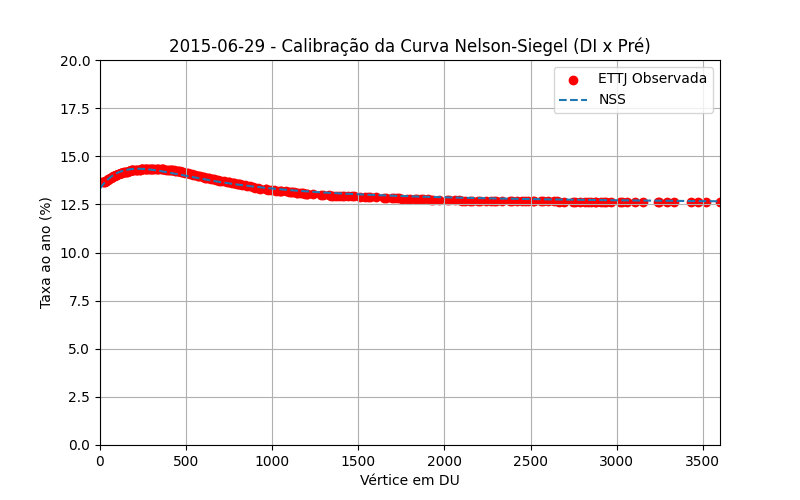 2015-06-29 - Calibração da Curva Nelson-Siegel (DI x Pré)
ETTJ Observada
NSS
20.0
17.5
15.0
12.5
10.0
7.5
5.0
2.5
0.0
Taxa ao ano (%)
0 500 1000 1500 2000 2500 3000 3500
Vértice em DU